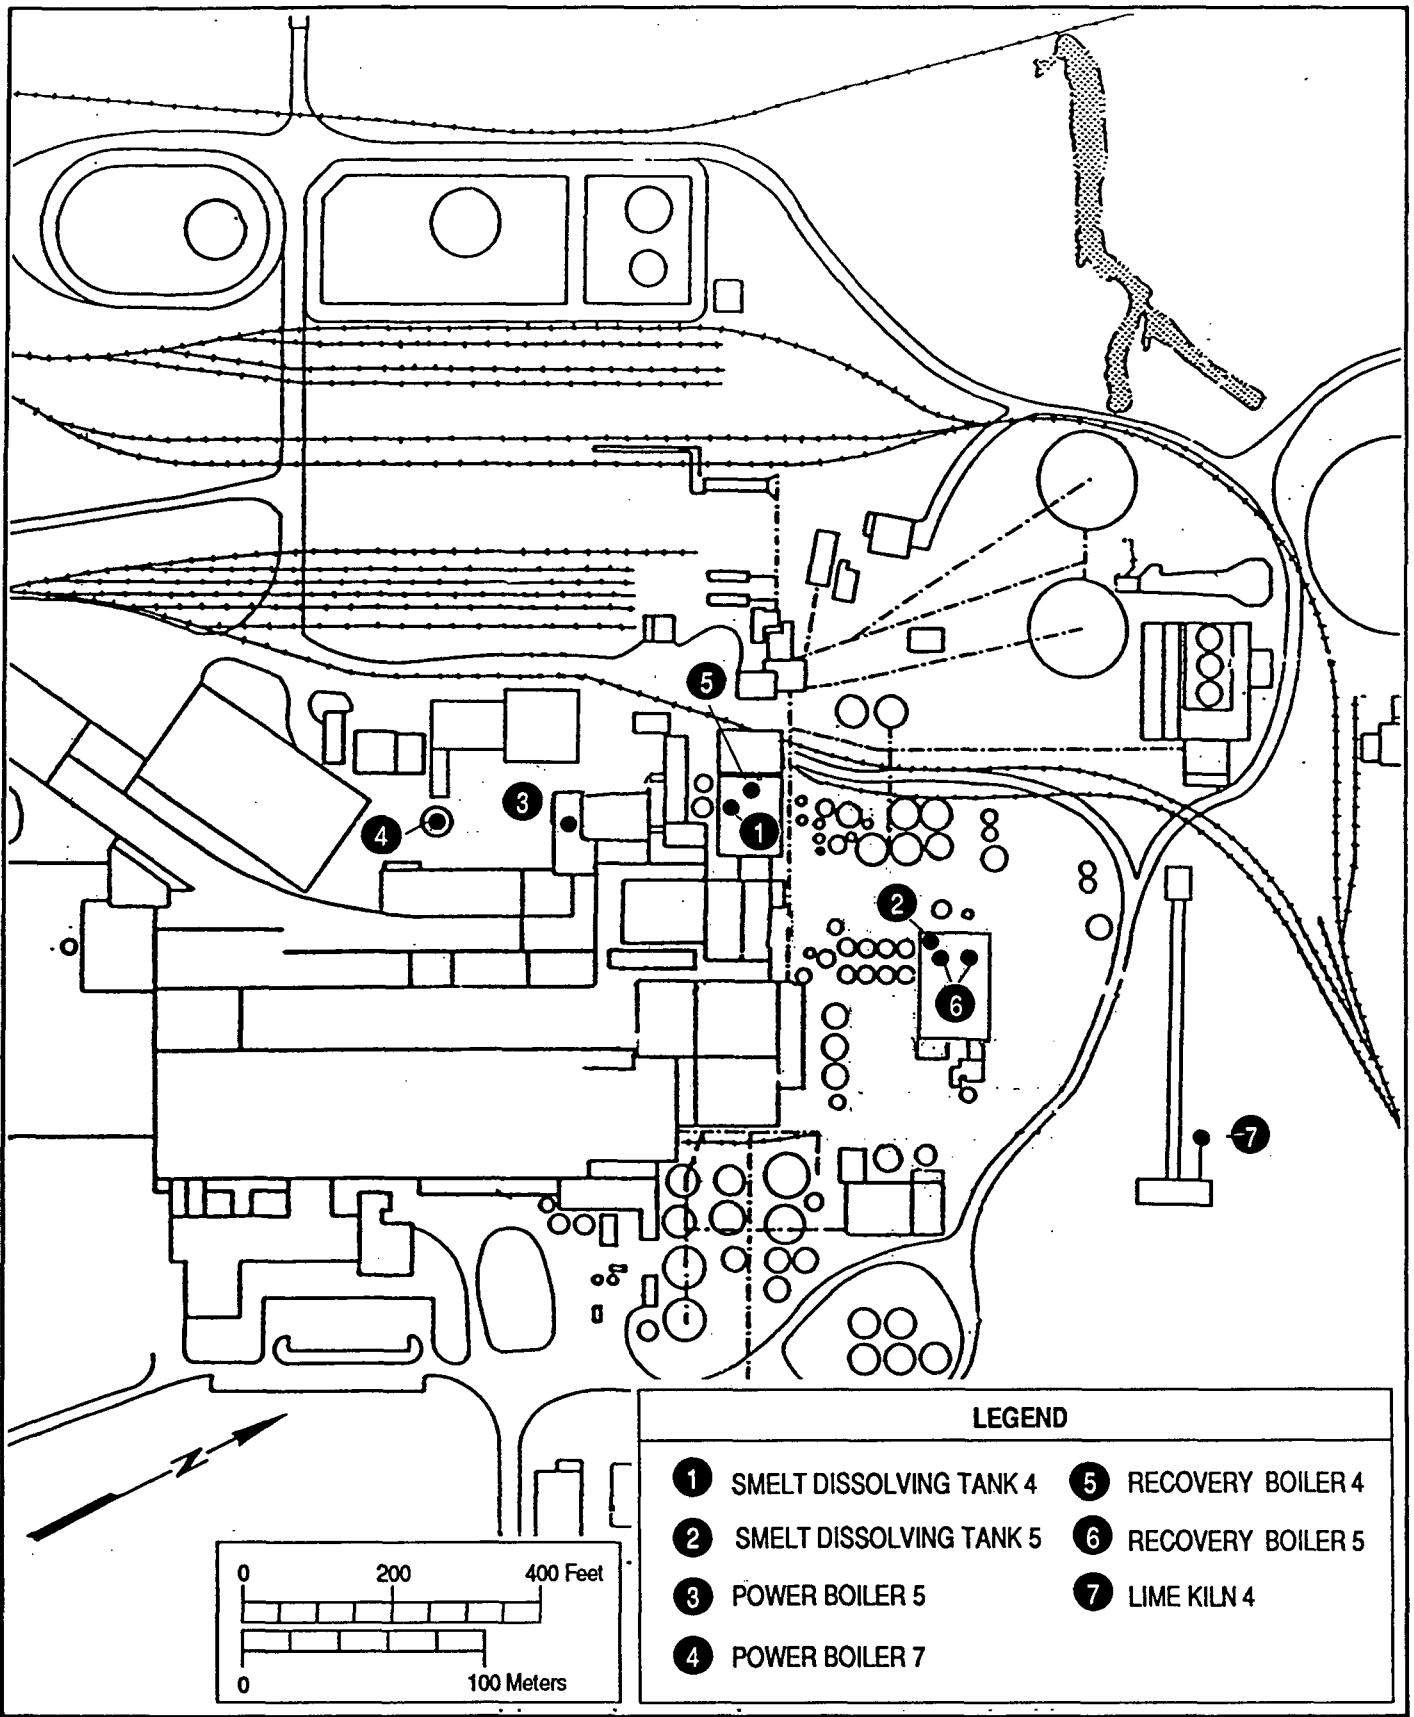 5
3
4
1
2
6
7
N
LEGEND
1 SMELT DISSOLVING TANK 4
5 RECOVERY BOILER 4
2 SMELT DISSOLVING TANK 5
6 RECOVERY BOILER 5
3 POWER BOILER 5
7 LIME KILN 4
4 POWER BOILER 7
0 200 400 Feet
0 100 Meters